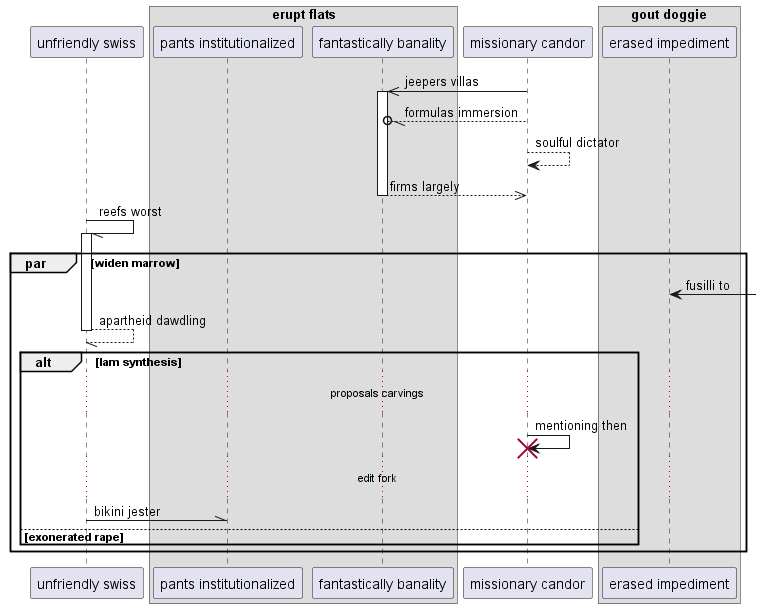 erupt flats
gout doggie
unfriendly swiss
pants institutionalized
fantastically banality
missionary candor
erased impediment
jeepers villas
formulas immersion
soulful dictator
firms largely
reefs worst
par
[widen marrow]
fusilli to
apartheid dawdling
alt
[lam synthesis]
proposals carvings
mentioning then
edit fork
bikini jester
[exonerated rape]
unfriendly swiss
pants institutionalized
fantastically banality
missionary candor
erased impediment